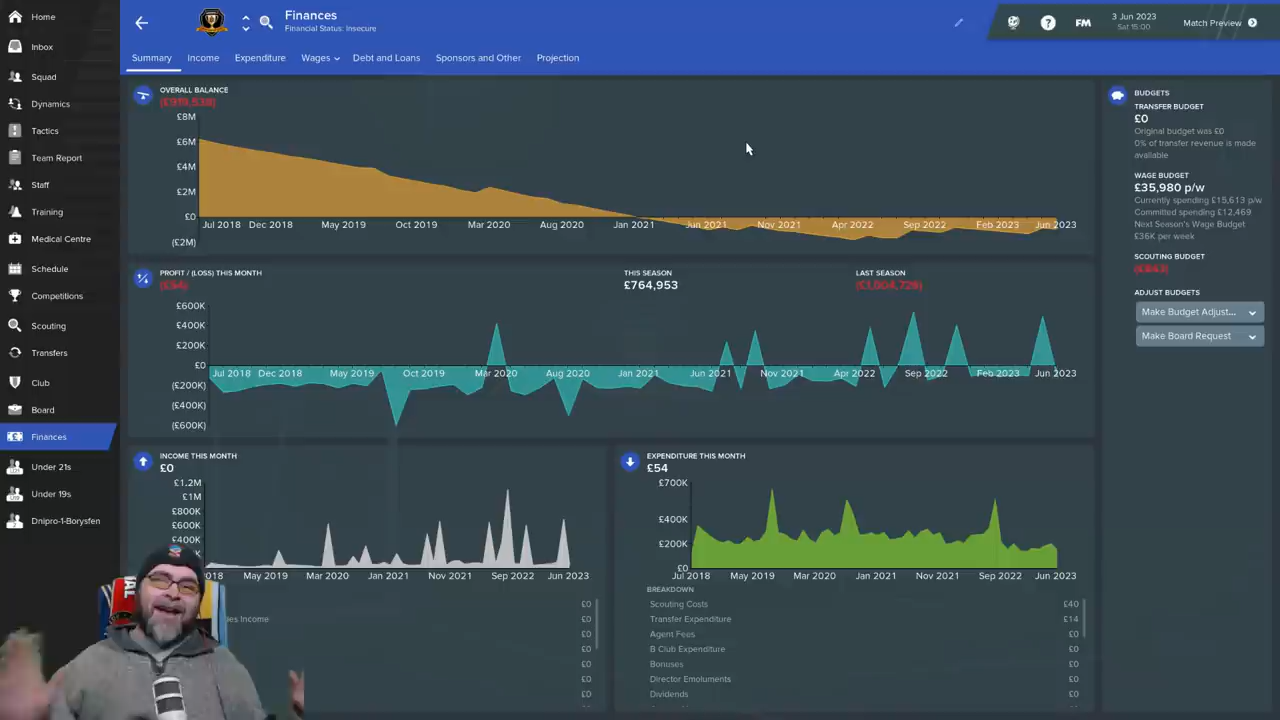 Home
Inbox
Squad
Dynamics
Tactics
Team Report
Staff
Training
Medical Centre
Schedule
Competitions
Scouting
Transfers
Club
Board
Finances
Under 21s
Under 19s
Dnipro-1-Borysfen
Finances
Financial Status: Insecure
FM
3 Jun 2023
Sat 15:00
Match Preview
Summary
Income
Expenditure
Wages
Debt and Loans
Sponsors and Other
Projection
OVERALL BALANCE
£8M
£6M
£4M
£2M
£0
(£2M)
Jul 2018
Dec 2018
May 2019
Oct 2019
Mar 2020
Aug 2020
Jan 2021
Jun 2021
Nov 2021
Apr 2022
Sep 2022
Feb 2023
Jun 2023
PROFIT / (LOSS) THIS MONTH
(£54)
THIS SEASON
£764,953
LAST SEASON
£600K
£400K
£200K
£0
(£200K)
(£400K)
(£600K)
Jul 2018
Dec 2018
May 2019
Oct 2019
Mar 2020
Aug 2020
Jan 2021
Jun 2021
Nov 2021
Apr 2022
Sep 2022
Feb 2023
Jun 2023
INCOME THIS MONTH
£0
£1.2M
£1M
£800K
£600K
£400K
018
May 2019
Mar 2020
Jan 2021
Nov 2021
Sep 2022
Jun 2023
£0
es Income £0
£0
£0
£0
£0
£0
EXPENDITURE THIS MONTH
£54
£700K
£400K
£200K
£0
Jul 2018
May 2019
Mar 2020
Jan 2021
Nov 2021
Sep 2022
Jun 2023
BREAKDOWN
Scouting Costs £40
Transfer Expenditure £14
Agent Fees £0
B Club Expenditure £0
Bonuses £0
Director Emoluments £0
Dividends £0
BUDGETS
TRANSFER BUDGET
£0
Original budget was £0
0% of transfer revenue is made
available
WAGE BUDGET
£35,980 p/w
Currently spending £15,613 p/w
Committed spending £12,469
Next Season's Wage Budget
£36K per week
SCOUTING BUDGET
ADJUST BUDGETS
Make Budget Adjust...
Make Board Request